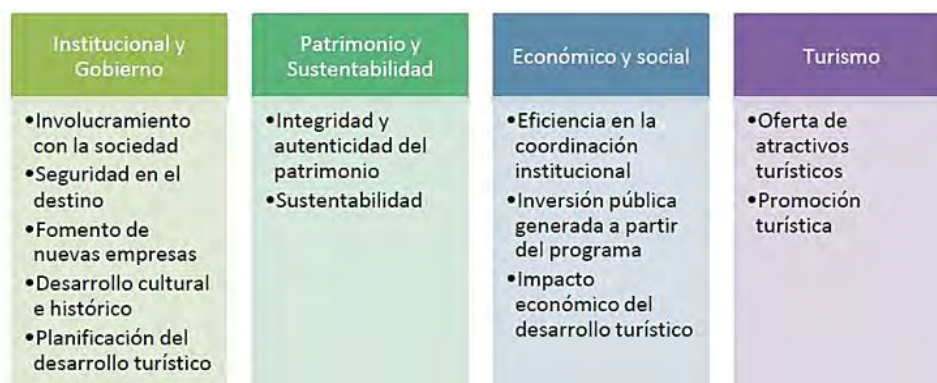 Institucional y
Gobierno
•Involucramiento
con la sociedad
•Seguridad en el
destino
•Fomento de
nuevas empresas
•Desarrollo cultural
e histórico
•Planificación del
desarrollo turístico
Patrimonio y
Sustentabilidad
•Integridad y
autenticidad del
patrimonio
•Sustentabilidad
Económico y social
•Eficiencia en la
coordinación
institucional
•Inversión pública
generada a partir
del programa
•Impacto
económico del
desarrollo turístico
Turismo
•Oferta de
atractivos
turísticos
•Promoción
turística